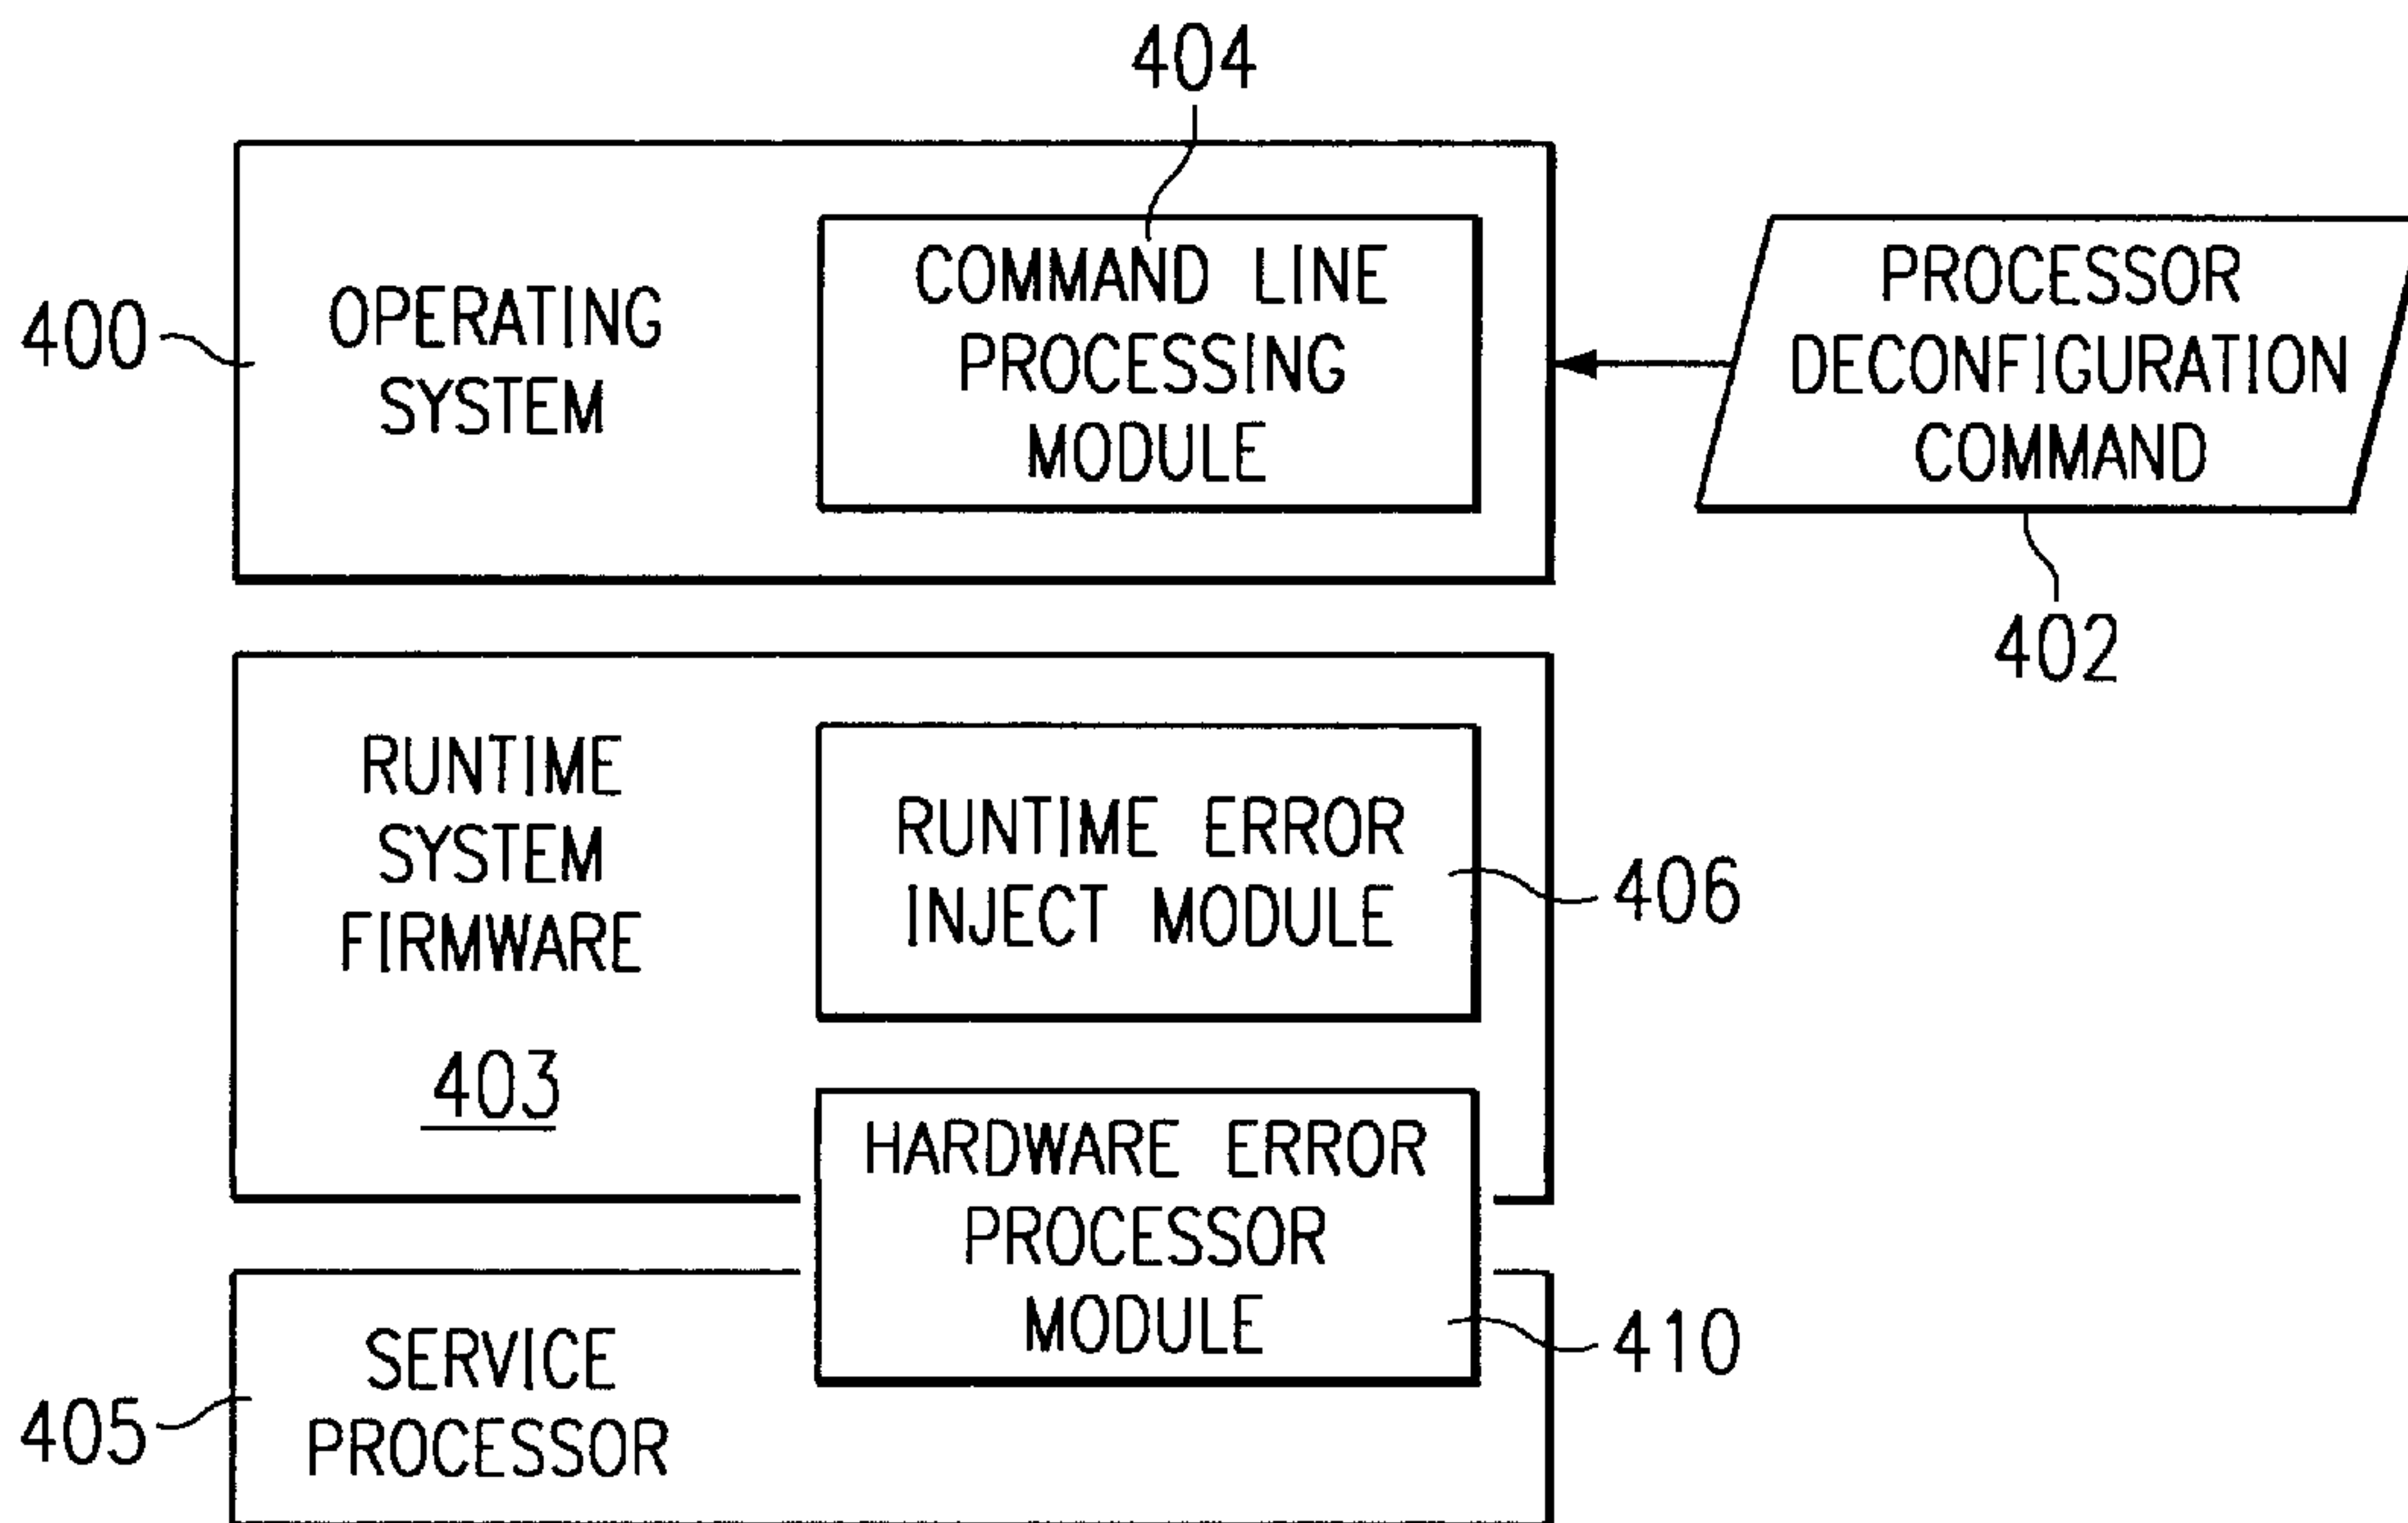 404
400
OPERATING
SYSTEM
COMMAND LINE
PROCESSING
MODULE
PROCESSOR
DECONFIGURATION
COMMAND
402
RUNTIME
SYSTEM
FIRMWARE
403
RUNTIME ERROR
INJECT MODULE
406
HARDWARE ERROR
PROCESSOR
MODULE
410
SERVICE
PROCESSOR
405